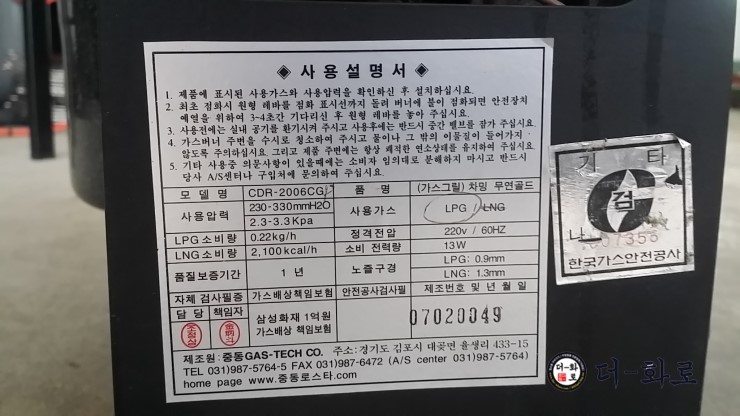 ◈ 사 용 설 명 서 ◈
1. 제품에 표시된 사용가스와 사용압력을 확인하신 후 설치하십시요.
2. 최초 점화시 원형 레바를 점화 표시선까지 돌려 버너에 불이 점화되면 안전장치
예열을 위하여 3~4초간 기다리신 후 원형 레바를 놓아 주십시요.
3. 사용전에는 실내 공기를 환기시켜 주시고 사용후에는 반드시 중간 밸브를 잠가 주십시요.
4. 가스버너 주변을 수시로 청소하여 주시고 물이나 그 밖의 이물질이 들어가지
않도록 주의하십시요. 그리고 제품 주변에는 항상 쾌적한 연소상태를 유지하여 주십시요
5. 기타 사용중 의문사항이 있을때에는 소비자 임의대로 분해하지 마시고 반드시
당사 A/S센터나 구입처에 문의하여 주십시요.
모 델 명 CDR-2006CG 품 명 (가스그릴) 차밍 무연골드
사용압력 230-330mmH2O 사용가스 LPG / LNG
2.3-3.3Kpa
LPG소비량 0.22kg/h 정격전압 220v / 60HZ
LNG소비량 2,100kcal/h 소비 전력량 13W
품질보증기간 1 년 노즐구경 LPG: 0.9mm
LNG: 1.3mm
자체 검사필증 가스배상책임보험 안전공사검사필 제조번호 및 년 월 일
담 당 책임자 삼성화재 1억원
가스배상 책임보험
07020049
제조원: 중동GAS-TECH CO. 주소: 경기도 김포시 대곶면 율생리 433-15
TEL 031)987-5764-5 FAX 031)987-6472 (A/S center 031)987-5764)
home page www.중동로스타.com
기 타
검
한국가스안전공사
더-화로
더-화로